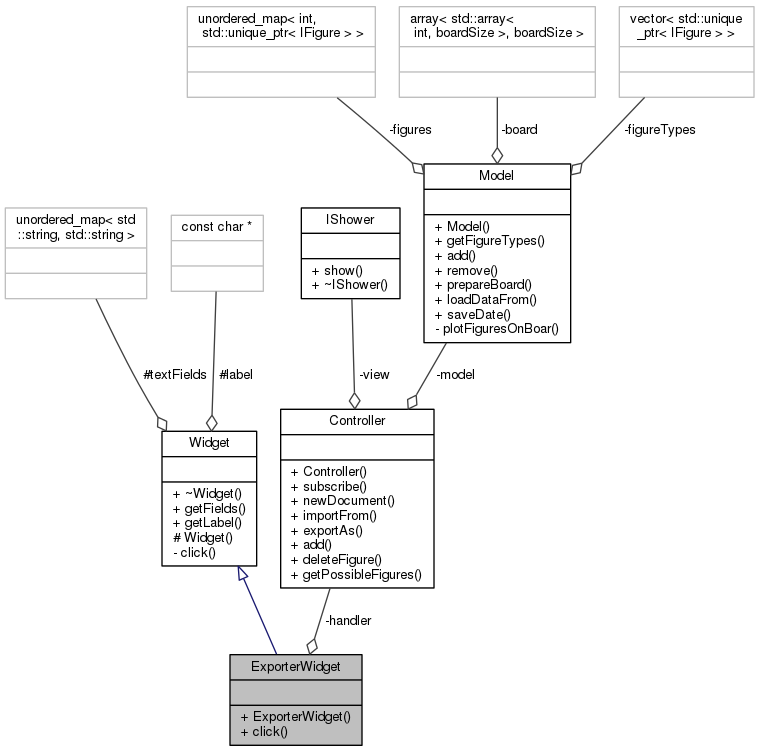 unordered_map< int,
std::unique_ptr< IFigure > >
array< std::array<
int, boardSize >, boardSize >
vector< std::unique
_ptr< IFigure > >
-figures
-board
-figureTypes
Model
+ Model()
+ getFigureTypes()
+ add()
+ remove()
+ prepareBoard()
+ loadDataFrom()
+ saveDate()
- plotFiguresOnBoar()
unordered_map< std
::string, std::string >
const char *
IShower
+ show()
+ ~IShower()
#textFields
#label
-view
-model
Widget
+ ~Widget()
+ getFields()
+ getLabel()
# Widget()
- click()
Controller
+ Controller()
+ subscribe()
+ newDocument()
+ importFrom()
+ exportAs()
+ add()
+ deleteFigure()
+ getPossibleFigures()
-handler
ExporterWidget
+ ExporterWidget()
+ click()